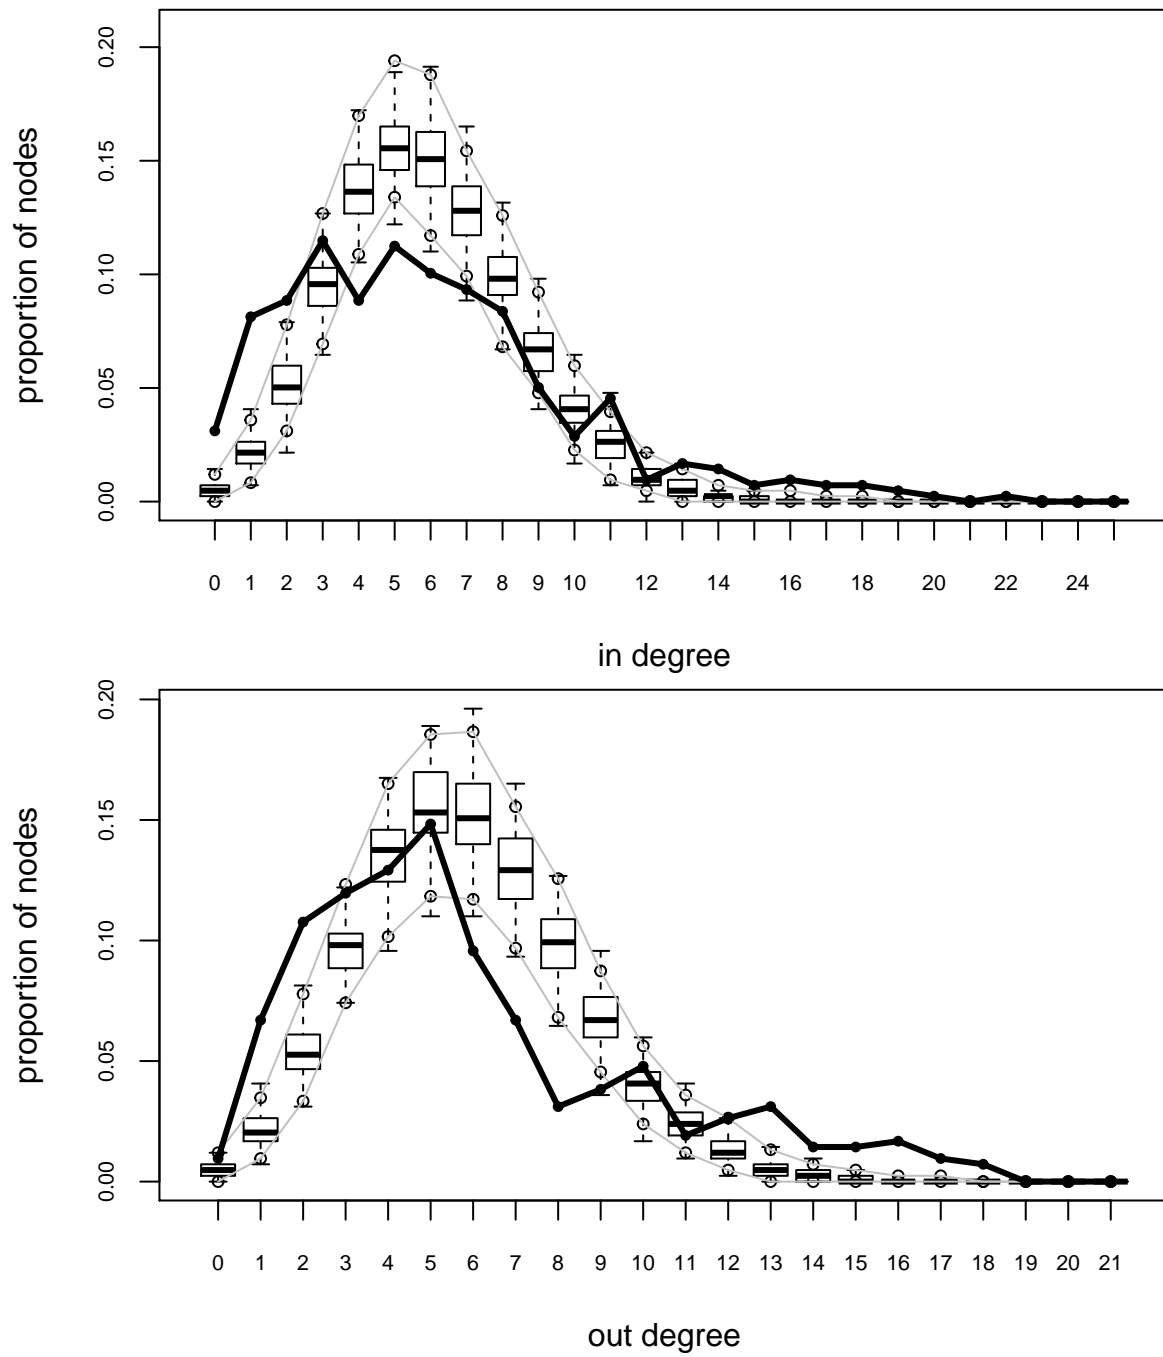 proportion of nodes
0.20
0.15
0.10
0.05
0.00
0 1 2 3 4 5 6 7 8 9 10 12 14 16 18 20 22 24
in degree
proportion of nodes
0.20
0.15
0.10
0.05
0.00
0 1 2 3 4 5 6 7 8 9 10 11 12 13 14 15 16 17 18 19 20 21
out degree